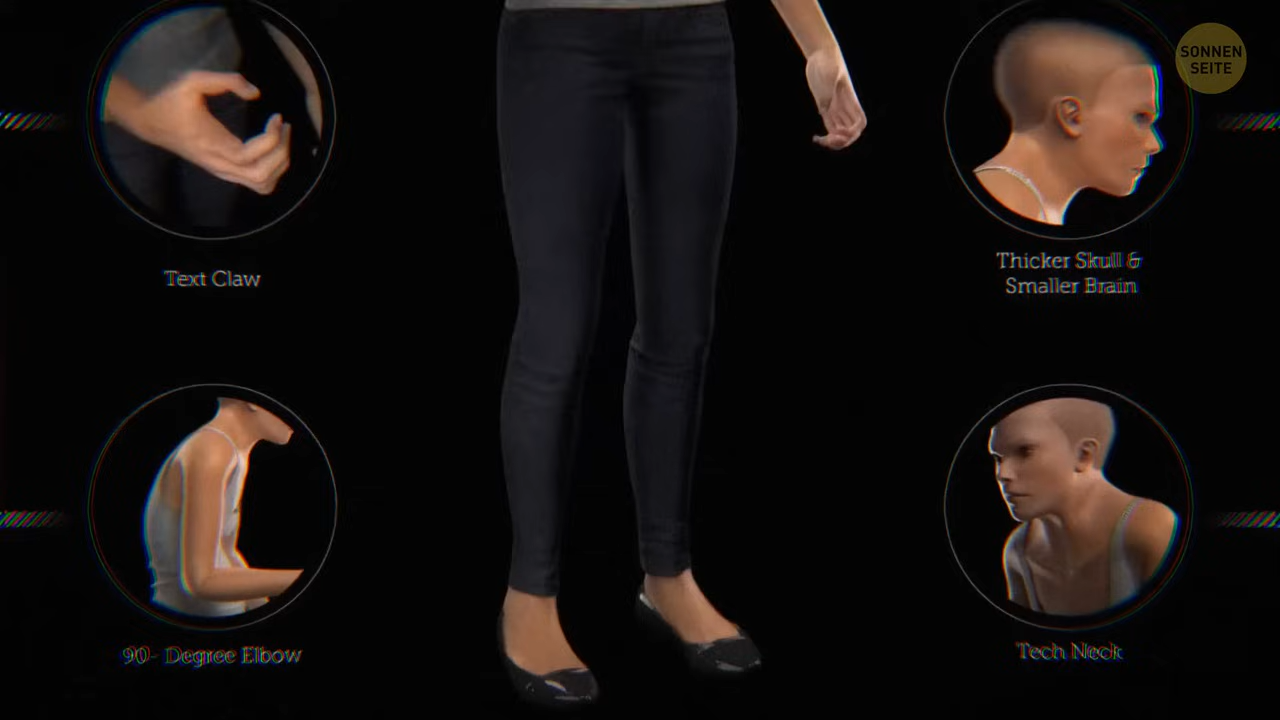 SONNEN
SEITE
Text Claw
Thicker Skull &
Smaller Brain
90- Degree Elbow
Tech Neck